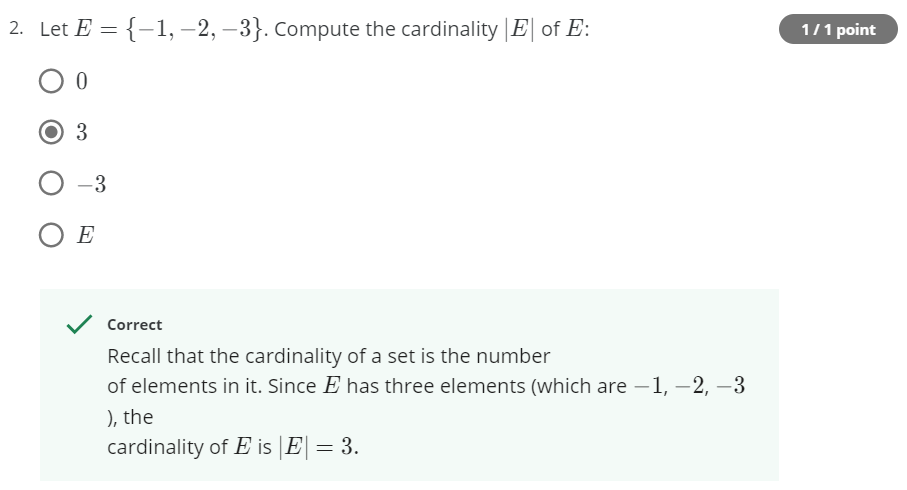 2. Let E = {−1, −2, −3}. Compute the cardinality |E| of E:
1 / 1 point
0
3
−3
E
Correct
Recall that the cardinality of a set is the number
of elements in it. Since E has three elements (which are −1, −2, −3
), the
cardinality of E is |E| = 3.